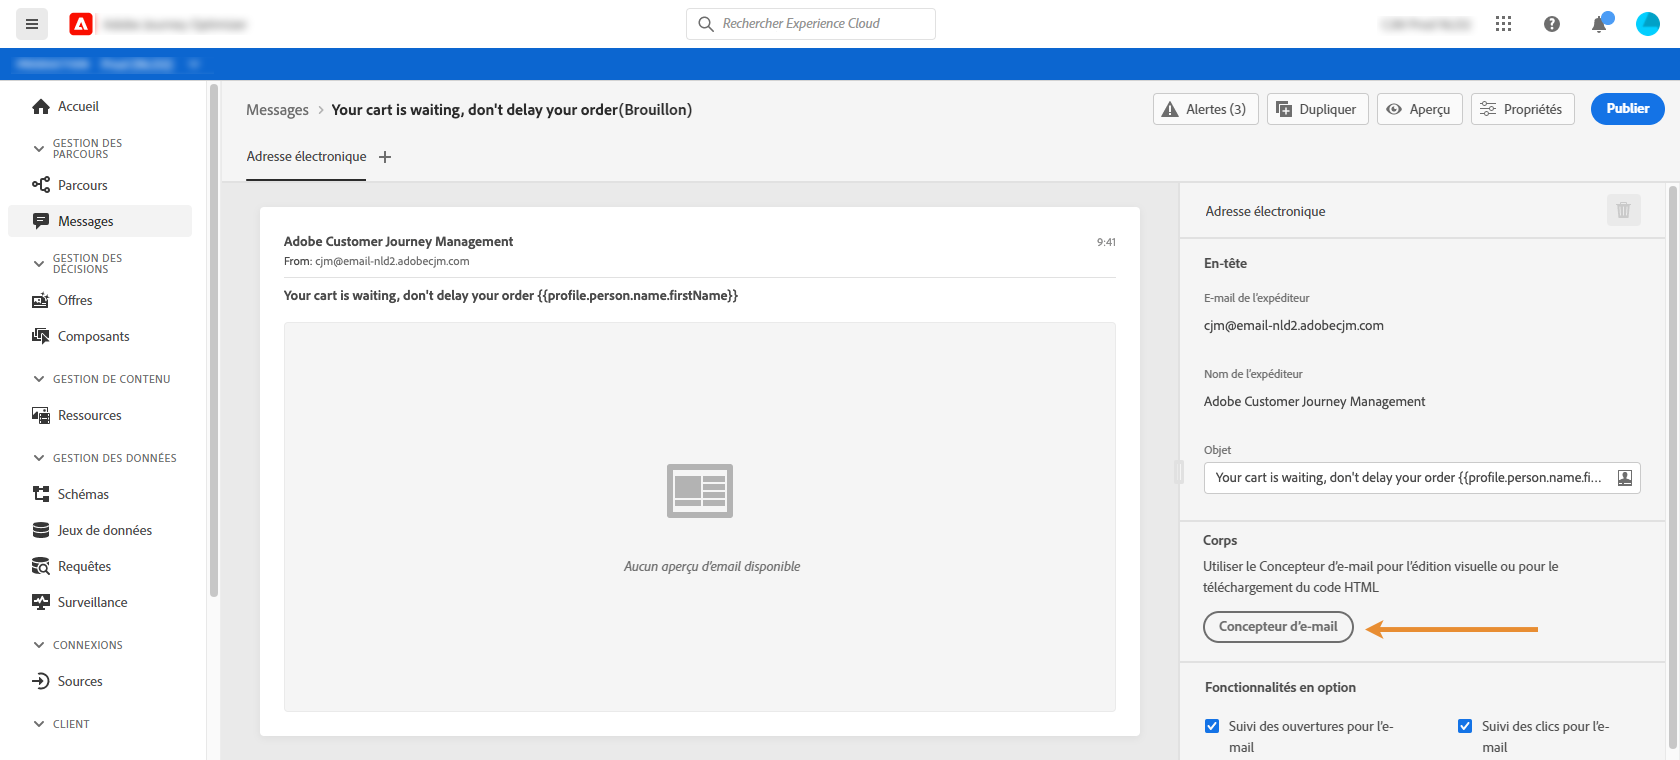 Rechercher Experience Cloud
Accueil
GESTION DES
PARCOURS
Parcours
Messages
GESTION DES
DÉCISIONS
Offres
Composants
GESTION DE CONTENU
Ressources
GESTION DES DONNÉES
Schémas
Jeux de données
Requêtes
Surveillance
CONNEXIONS
Sources
CLIENT
Messages › Your cart is waiting, don't delay your order(Brouillon)
Alertes (3)
Dupliquer
Aperçu
Propriétés
Publier
Adresse électronique
Adobe Customer Journey Management
9:41
From: cjm@email-nld2.adobecjm.com
Your cart is waiting, don't delay your order {{profile.person.name.firstName}}
Aucun aperçu d'email disponible
Adresse électronique
En-tête
E-mail de l'expéditeur
cjm@email-nld2.adobecjm.com
Nom de l'expéditeur
Adobe Customer Journey Management
Objet
Your cart is waiting, don't delay your order {{profile.person.name.fi...
Corps
Utiliser le Concepteur d'e-mail pour l'édition visuelle ou pour le
téléchargement du code HTML
Concepteur d'e-mail
Fonctionnalités en option
Suivi des ouvertures pour l'e-
mail
Suivi des clics pour l'e-
mail